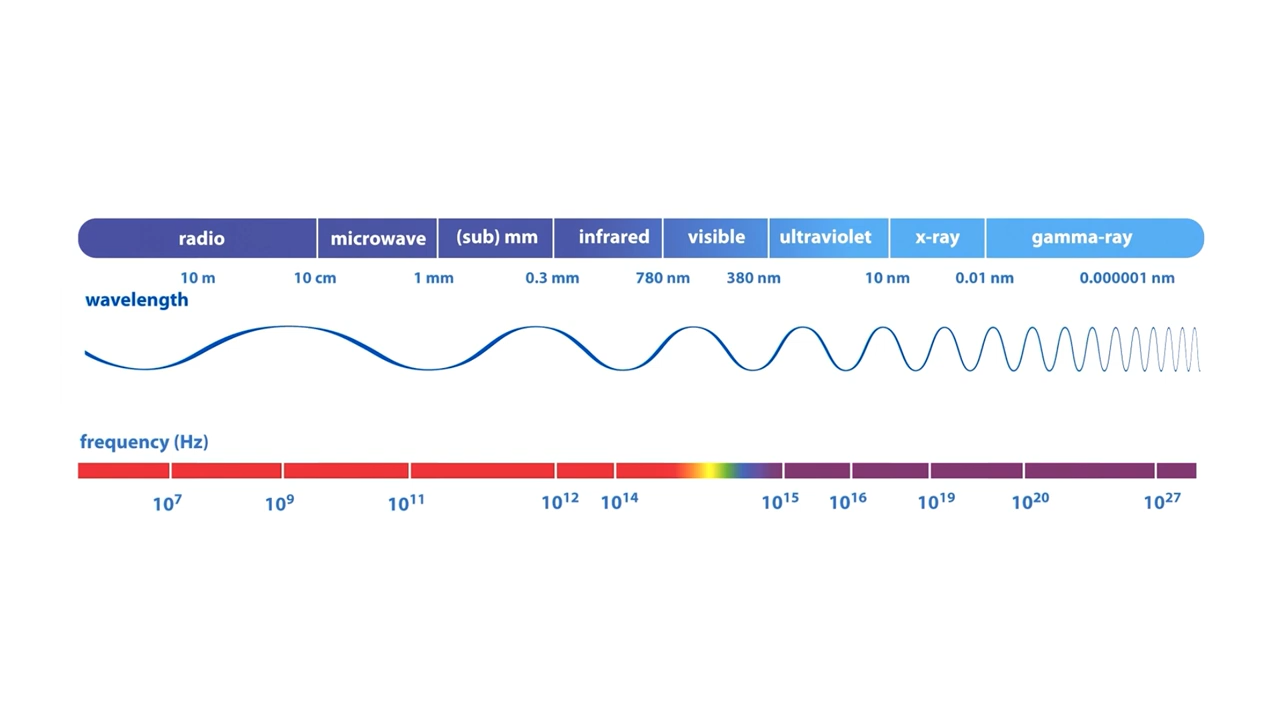 radio microwave (sub) mm infrared visible ultraviolet x-ray gamma-ray
10 m 10 cm 1 mm 0.3 mm 780 nm 380 nm 10 nm 0.01 nm 0.000001 nm
wavelength
frequency (Hz)
10⁷ 10⁹ 10¹¹ 10¹² 10¹⁴ 10¹⁵ 10¹⁶ 10¹⁹ 10²⁰ 10²⁷